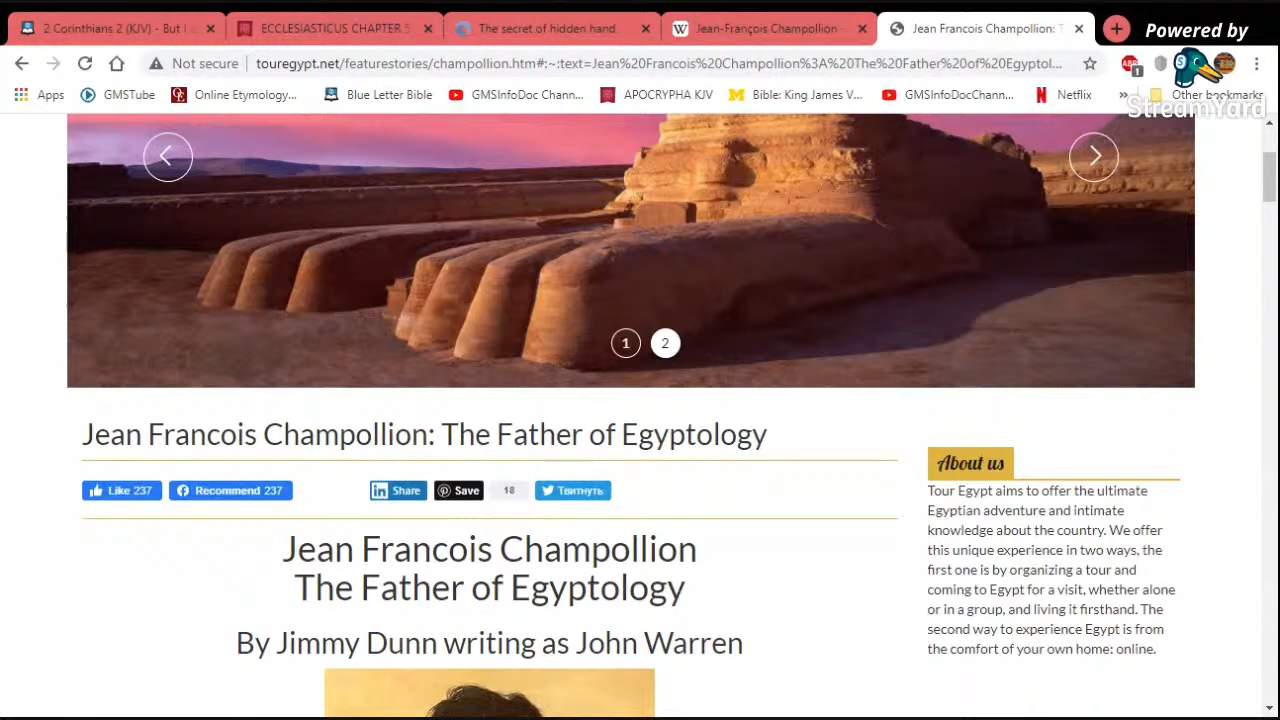 2 Corinthians 2 (KJV) - But I
ECCLESIASTICUS CHAPTER 5
The secret of hidden hand
Jean-François Champollion -
Jean Francois Champollion: T
Powered by
Not secure
touregypt.net/featurestories/champollion.htm#:~:text=Jean%20Francois%20Champollion%3A%20The%20Father%20of%20Egyptol...
ABP
1
StreamYard
Apps
GMSTube
Online Etymology...
Blue Letter Bible
GMSInfoDocChann...
APOCRYPHA KJV
Bible: King James V...
GMSInfoDocChann...
Netflix
»
Other bookmarks
1
2
Jean Francois Champollion: The Father of Egyptology
Like 237
Recommend 237
Share
Save
18
Твитнуть
Jean Francois Champollion
The Father of Egyptology
By Jimmy Dunn writing as John Warren
About us
Tour Egypt aims to offer the ultimate
Egyptian adventure and intimate
knowledge about the country. We offer
this unique experience in two ways, the
first one is by organizing a tour and
coming to Egypt for a visit, whether alone
or in a group, and living it firsthand. The
second way to experience Egypt is from
the comfort of your own home: online.